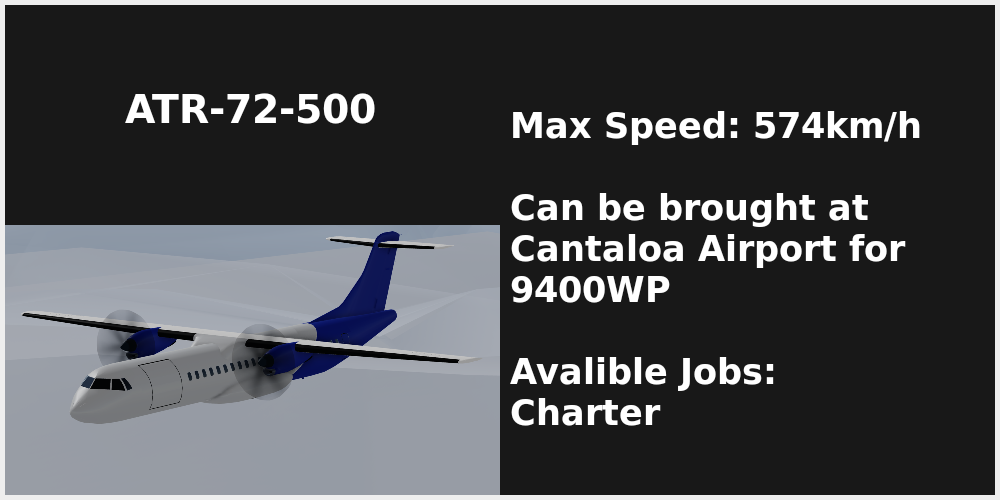 ATR-72-500
Max Speed: 574km/h
Can be brought at
Cantaloa Airport for
9400WP
Avalible Jobs:
Charter